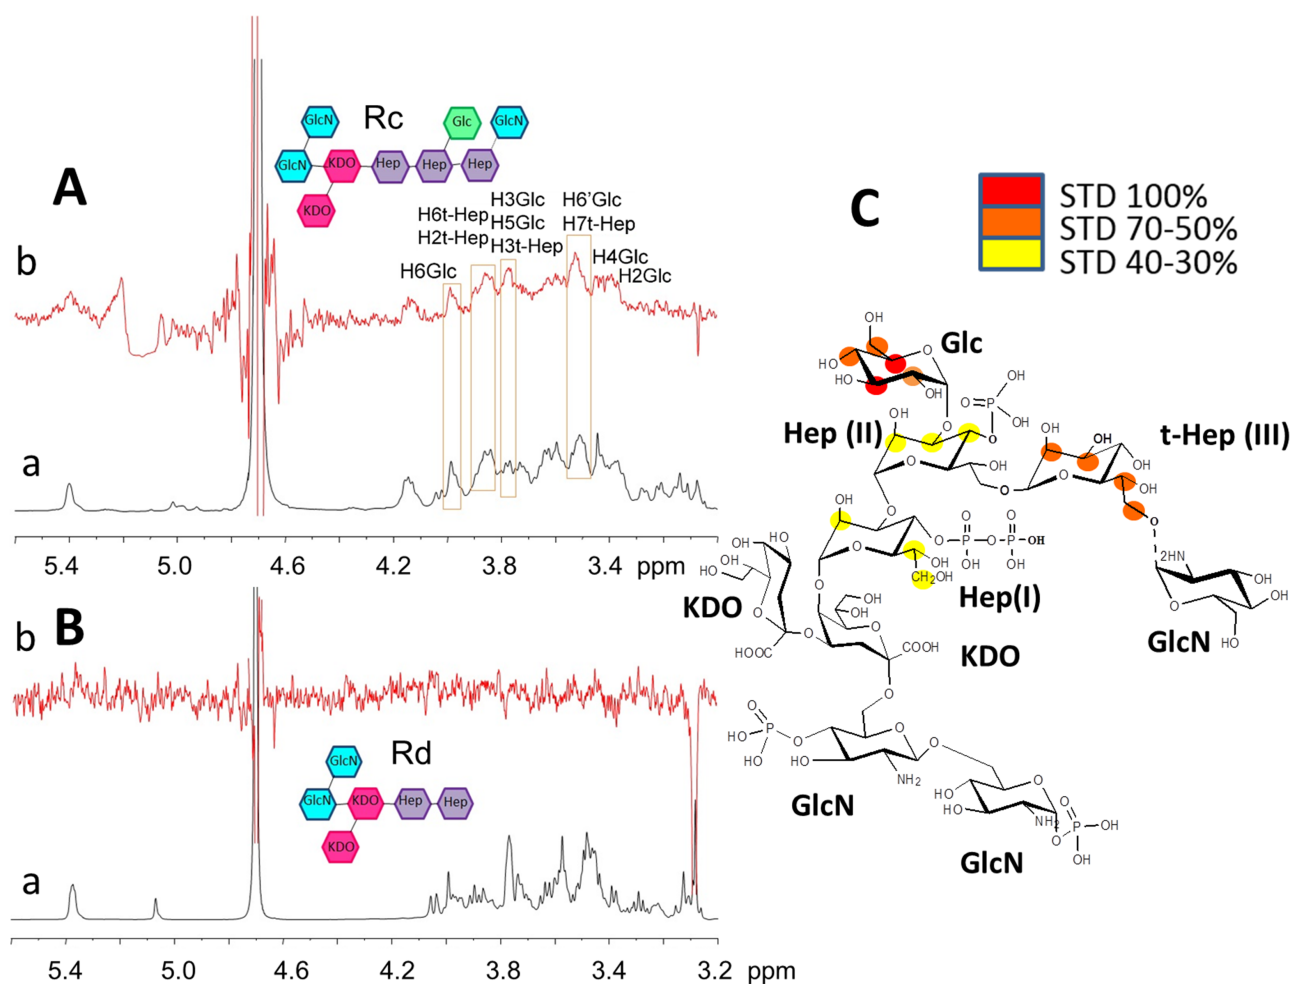 A
b
a
Rc
GlcN
Glc
GlcN
GlcN
KDO
Hep
Hep
Hep
KDO
H6t-Hep
H2t-Hep
H3Glc
H5Glc
H3t-Hep
H6'Glc
H7t-Hep
H6Glc
H4Glc
H2Glc
5.4 5.0 4.6 4.2 3.8 3.4 ppm
B
b
a
Rd
GlcN
GlcN
KDO
Hep
Hep
KDO
5.4 5.0 4.6 4.2 3.8 3.4 3.2 ppm
C
STD 100%
STD 70-50%
STD 40-30%
OH
HO
O
Glc
HO
OH
O
O
P
OH
OH
O
Hep (II)
OH
O
OH
OH
t-Hep (III)
O
OH
O
OH
O
O
OH
O
OH
O
O
O
P
O
P
OH
OH
OH
O
OH
CH2OH
Hep(I)
2HN
OH
O
OH
HO
GlcN
OH
OH
OH
HO
KDO
O
O
OH
OH
O
HOOC
O
COOH
KDO
O
O
HO
P
HO
O
HO
O
NH2
O
GlcN
HO
HO
O
NH2
O
O
P
OH
OH
GlcN